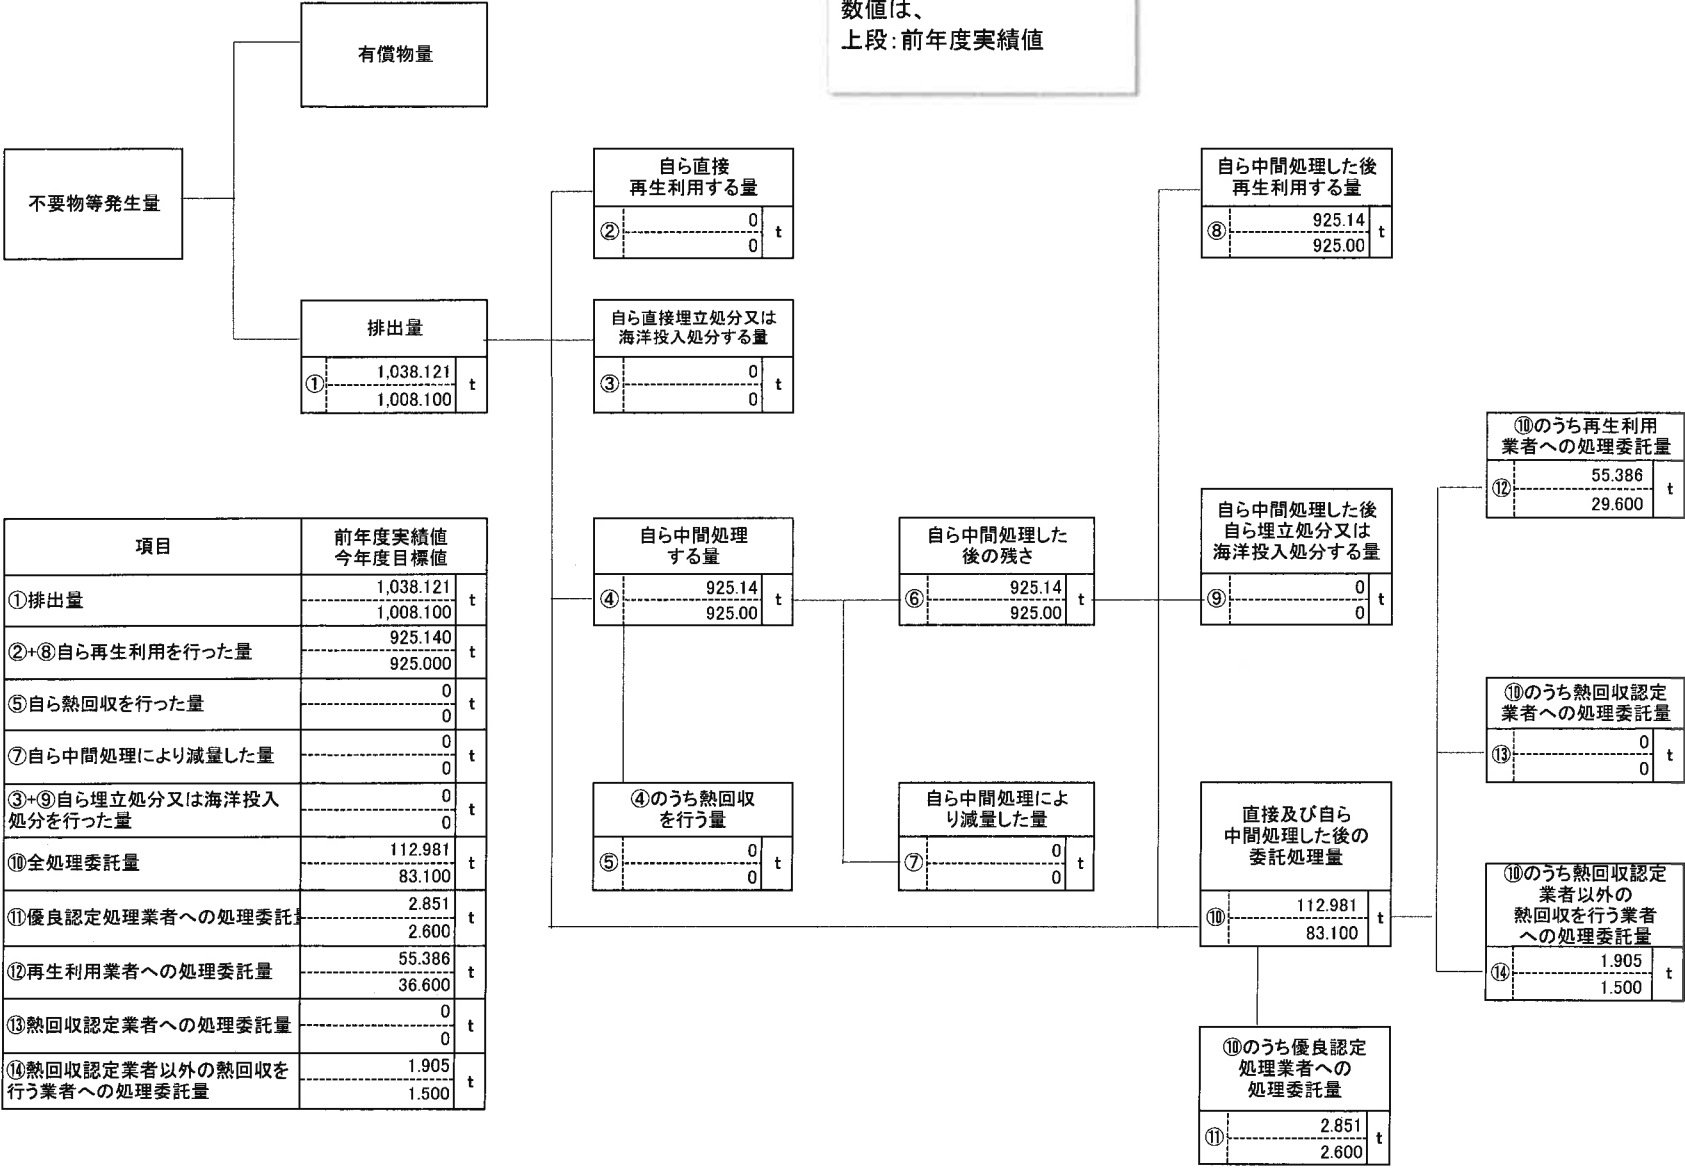 数値は、
上段：前年度実績値
有償物量
不要物等発生量
排出量
① 1,038.121 t
1,008.100
自ら直接
再生利用する量
② 0 t
0
自ら直接埋立処分又は
海洋投入処分する量
③ 0 t
0
自ら中間処理
する量
④ 925.14 t
925.00
④のうち熱回収
を行う量
⑤ 0 t
0
自ら中間処理した
後の残さ
⑥ 925.14 t
925.00
自ら中間処理によ
り減量した量
⑦ 0 t
0
自ら中間処理した後
再生利用する量
⑧ 925.14 t
925.00
自ら中間処理した後
自ら埋立処分又は
海洋投入処分する量
⑨ 0 t
0
直接及び自ら
中間処理した後の
委託処理量
⑩ 112.981 t
83.100
⑩のうち優良認定
処理業者への
処理委託量
⑪ 2.851 t
2.600
⑩のうち再生利用
業者への処理委託量
⑫ 55.386 t
29.600
⑩のうち熱回収認定
業者への処理委託量
⑬ 0 t
0
⑩のうち熱回収認定
業者以外の
熱回収を行う業者
への処理委託量
⑭ 1.905 t
1.500
項目 前年度実績値
今年度目標値
①排出量 1,038.121 t
1,008.100
②+⑧自ら再生利用を行った量 925.140 t
925.000
⑤自ら熱回収を行った量 0 t
0
⑦自ら中間処理により減量した量 0 t
0
③+⑨自ら埋立処分又は海洋投入 0 t
処分を行った量 0
⑩全処理委託量 112.981 t
83.100
⑪優良認定処理業者への処理委託 2.851 t
2.600
⑫再生利用業者への処理委託量 55.386 t
36.600
⑬熱回収認定業者への処理委託量 0 t
0
⑭熱回収認定業者以外の熱回収を 1.905 t
行う業者への処理委託量 1.500